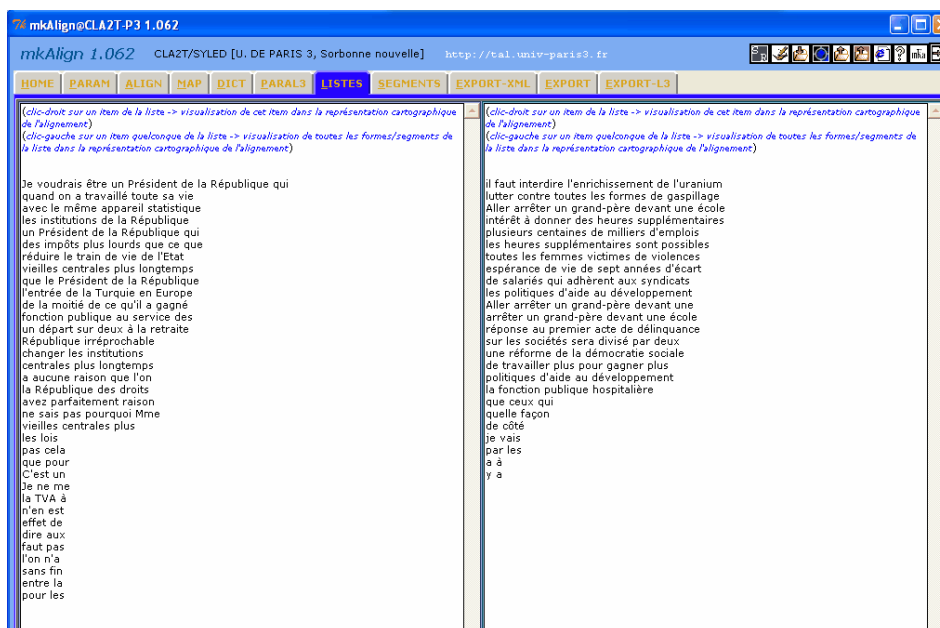 mkAlign@CLA2T-P3 1.062
mkAlign 1.062 CLA2T/SYLED [U. DE PARIS 3, Sorbonne nouvelle] http://tal.univ-paris3.fr
HOME PARAM ALIGN MAP DICT PARAL3 LISTES SEGMENTS EXPORT-XML EXPORT EXPORT-L3
(clic-droit sur un item de la liste -> visualisation de cet item dans la représentation cartographique
de l'alignement)
(clic-gauche sur un item quelconque de la liste -> visualisation de toutes les formes/segments de
la liste dans la représentation cartographique de l'alignement)
Je voudrais être un Président de la République qui
quand on a travaillé toute sa vie
avec le même appareil statistique
les institutions de la République
un Président de la République qui
des impôts plus lourds que ce que
réduire le train de vie de l'Etat
vieilles centrales plus longtemps
que le Président de la République
l'entrée de la Turquie en Europe
de la moitié de ce qu'il a gagné
fonction publique au service des
un départ sur deux à la retraite
République irréprochable
changer les institutions
centrales plus longtemps
a aucune raison que l'on
la République des droits
avez parfaitement raison
ne sais pas pourquoi Mme
vieilles centrales plus
les lois
pas cela
que pour
C'est un
Je ne me
la TVA à
n'en est
effet de
dire aux
faut pas
l'on n'a
sans fin
entre la
pour les
(clic-droit sur un item de la liste -> visualisation de cet item dans la représentation cartographique
de l'alignement)
(clic-gauche sur un item quelconque de la liste -> visualisation de toutes les formes/segments de
la liste dans la représentation cartographique de l'alignement)
il faut interdire l'enrichissement de l'uranium
lutter contre toutes les formes de gaspillage
Aller arrêter un grand-père devant une école
intérêt à donner des heures supplémentaires
plusieurs centaines de milliers d'emplois
les heures supplémentaires sont possibles
toutes les femmes victimes de violences
espérance de vie de sept années d'écart
de salariés qui adhèrent aux syndicats
les politiques d'aide au développement
Aller arrêter un grand-père devant une
arrêter un grand-père devant une école
réponse au premier acte de délinquance
sur les sociétés sera divisé par deux
une réforme de la démocratie sociale
de travailler plus pour gagner plus
politiques d'aide au développement
la fonction publique hospitalière
que ceux qui
quelle façon
de côté
je vais
par les
a à
y a